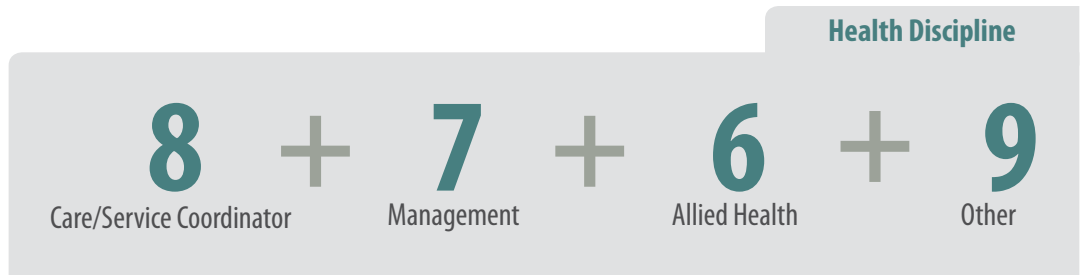 Health Discipline
8 + 7 + 6 + 9
Care/Service Coordinator Management Allied Health Other